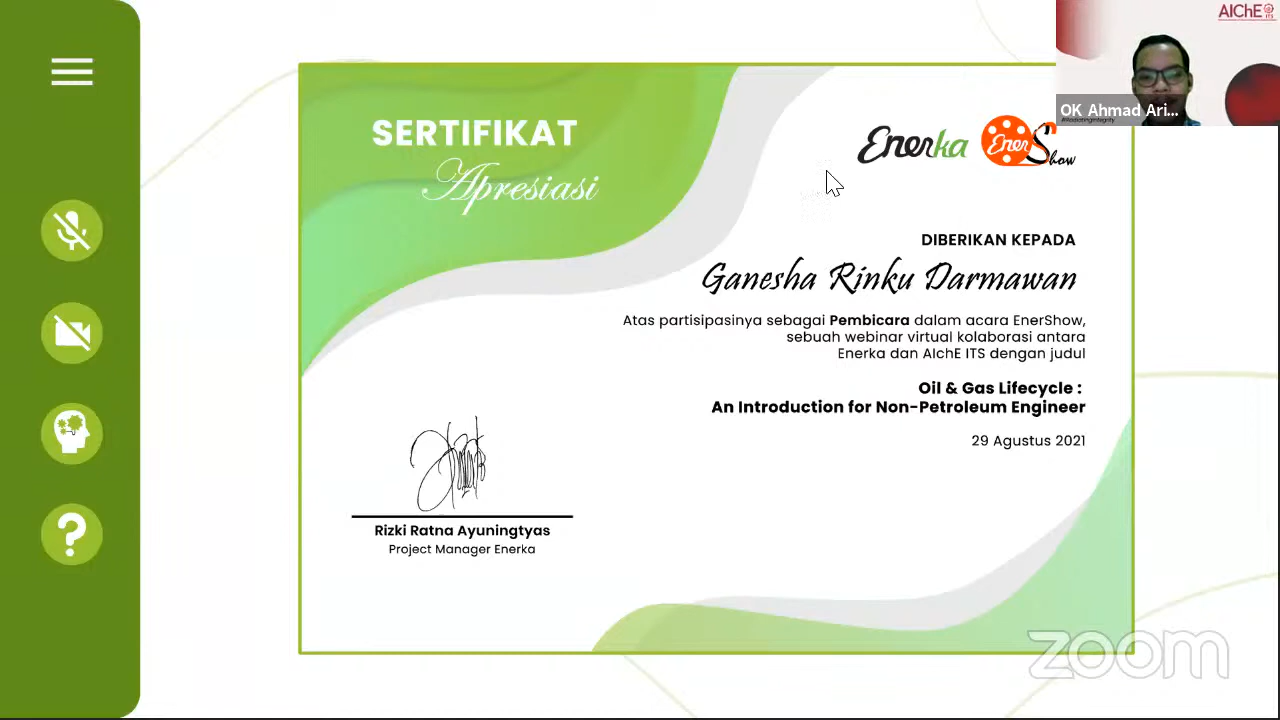 AIChE
ITS
OK Ahmad Ari...
#RadiatingIntegrity
SERTIFIKAT
Apresiasi
Enerka
EnerShow
DIBERIKAN KEPADA
Ganesha Rinku Darmawan
Atas partisipasinya sebagai Pembicara dalam acara EnerShow,
sebuah webinar virtual kolaborasi antara
Enerka dan AIchE ITS dengan judul
Oil & Gas Lifecycle :
An Introduction for Non-Petroleum Engineer
29 Agustus 2021
Rizki Ratna Ayuningtyas
Project Manager Enerka
zoom